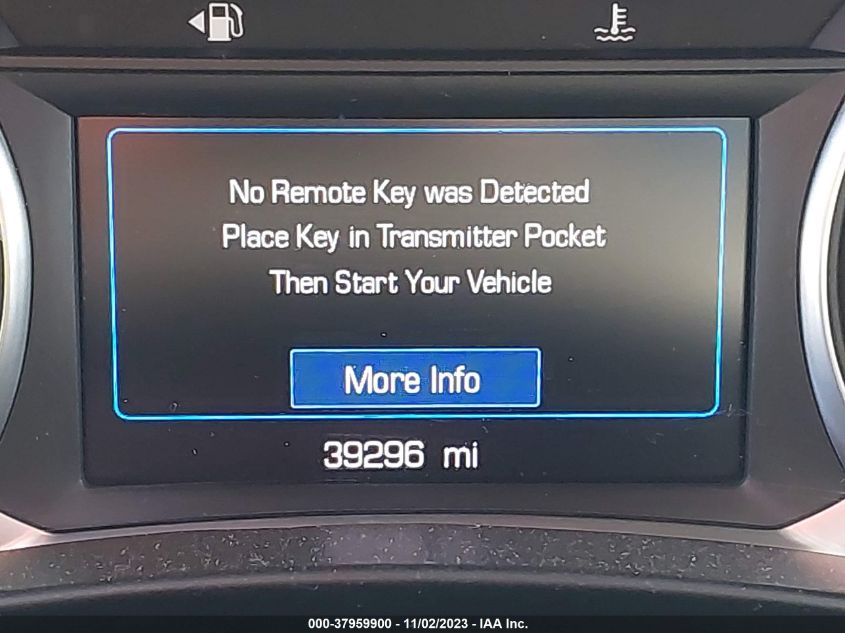 No Remote Key was Detected
Place Key in Transmitter Pocket
Then Start Your Vehicle
More Info
39296 mi
000-37959900 - 11/02/2023 - IAA Inc.